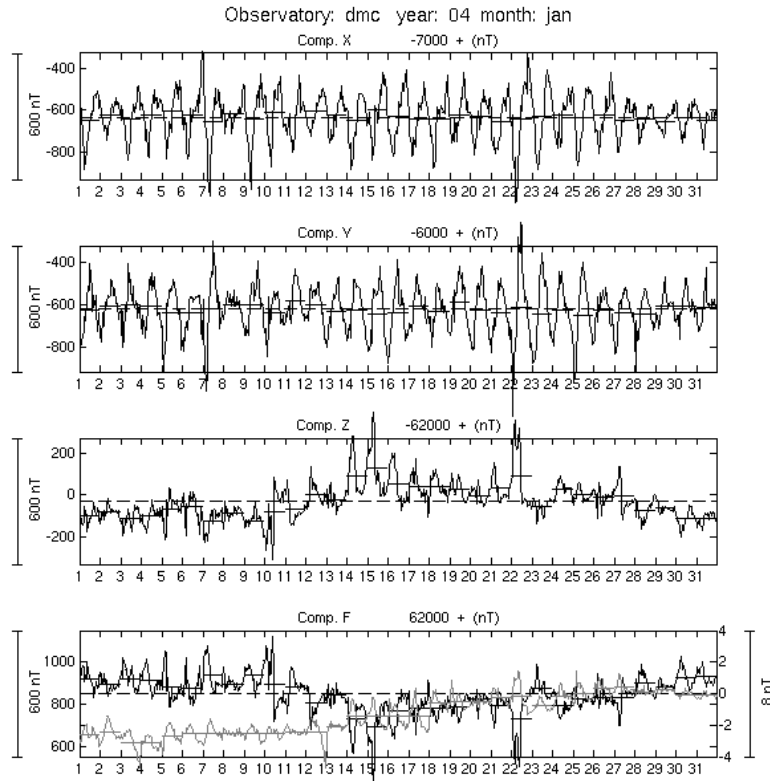 Observatory: dmc year: 04 month: jan
Comp. X -7000 + (nT)
-400
-600
-800
600 nT
1 2 3 4 5 6 7 8 9 10 11 12 13 14 15 16 17 18 19 20 21 22 23 24 25 26 27 28 29 30 31
Comp. Y -6000 + (nT)
-400
-600
-800
600 nT
1 2 3 4 5 6 7 8 9 10 11 12 13 14 15 16 17 18 19 20 21 22 23 24 25 26 27 28 29 30 31
Comp. Z -62000 + (nT)
200
0
-200
600 nT
1 2 3 4 5 6 7 8 9 10 11 12 13 14 15 16 17 18 19 20 21 22 23 24 25 26 27 28 29 30 31
Comp. F 62000 + (nT)
1000
800
600
600 nT
4
2
0
-2
-4
8 nT
1 2 3 4 5 6 7 8 9 10 11 12 13 14 15 16 17 18 19 20 21 22 23 24 25 26 27 28 29 30 31